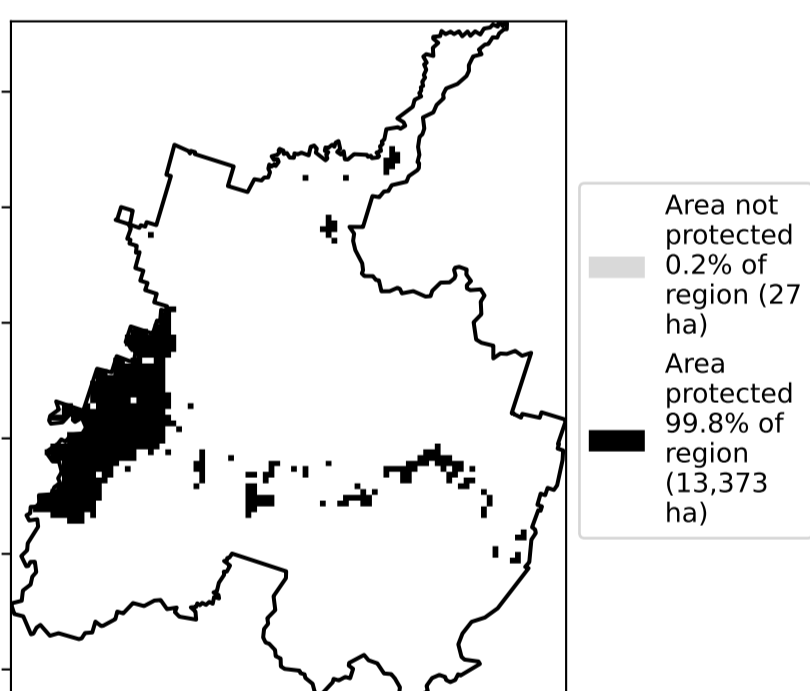 Area not
protected
0.2% of
region (27
ha)
Area
protected
99.8% of
region
(13,373
ha)